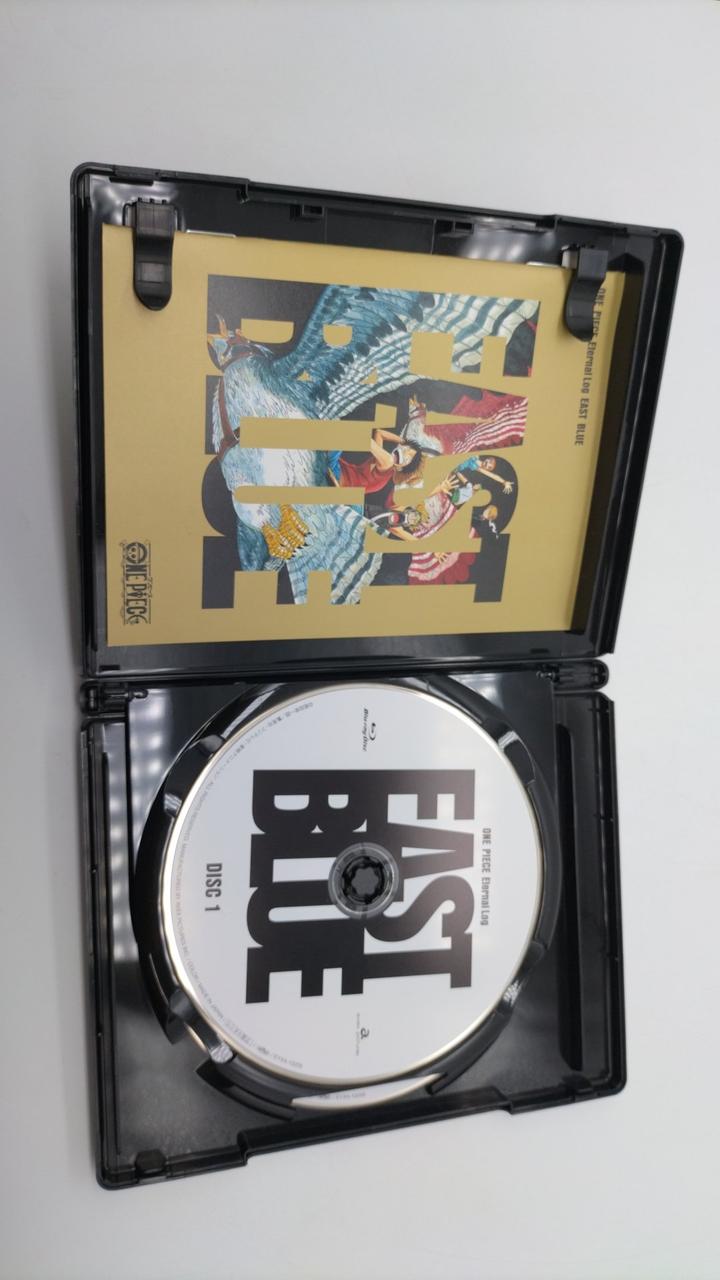 ONE PIECE Eternal Log EAST BLUE
EAST
BLUE
ONE PIECE
Blu-ray Disc
ONE PIECE Eternal Log
EAST
BLUE
DISC 1
a